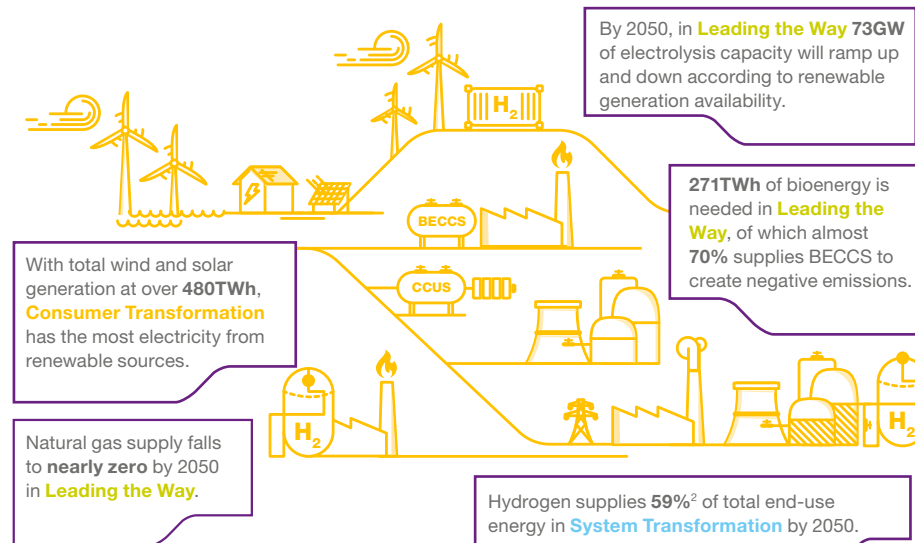 By 2050, in Leading the Way 73GW
of electrolysis capacity will ramp up
and down according to renewable
generation availability.
H2
271TWh of bioenergy is
needed in Leading the
Way, of which almost
70% supplies BECCS to
create negative emissions.
BECCS
CCUS
With total wind and solar
generation at over 480TWh,
Consumer Transformation
has the most electricity from
renewable sources.
H2
H2
Natural gas supply falls
to nearly zero by 2050
in Leading the Way.
Hydrogen supplies 59%² of total end-use
energy in System Transformation by 2050.